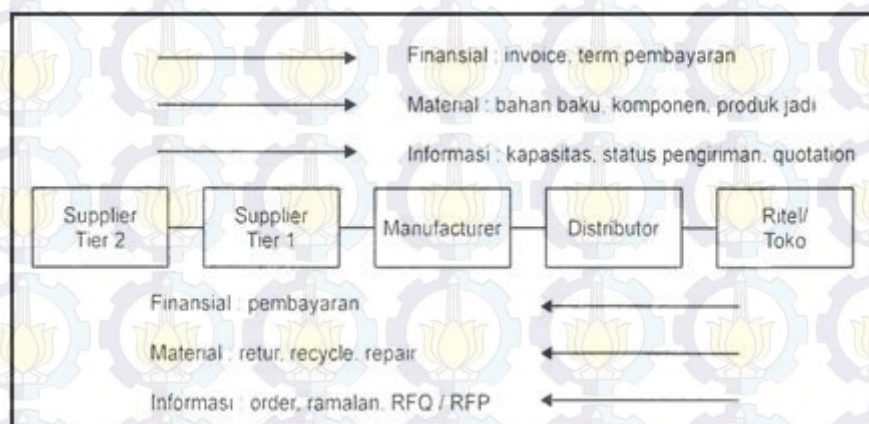 Finansial : invoice, term pembayaran
Material : bahan baku, komponen, produk jadi
Informasi : kapasitas, status pengiriman, quotation
Supplier
Tier 2
Supplier
Tier 1
Manufacturer
Distributor
Ritel/
Toko
Finansial : pembayaran
Material : retur, recycle, repair
Informasi : order, ramalan, RFQ / RFP